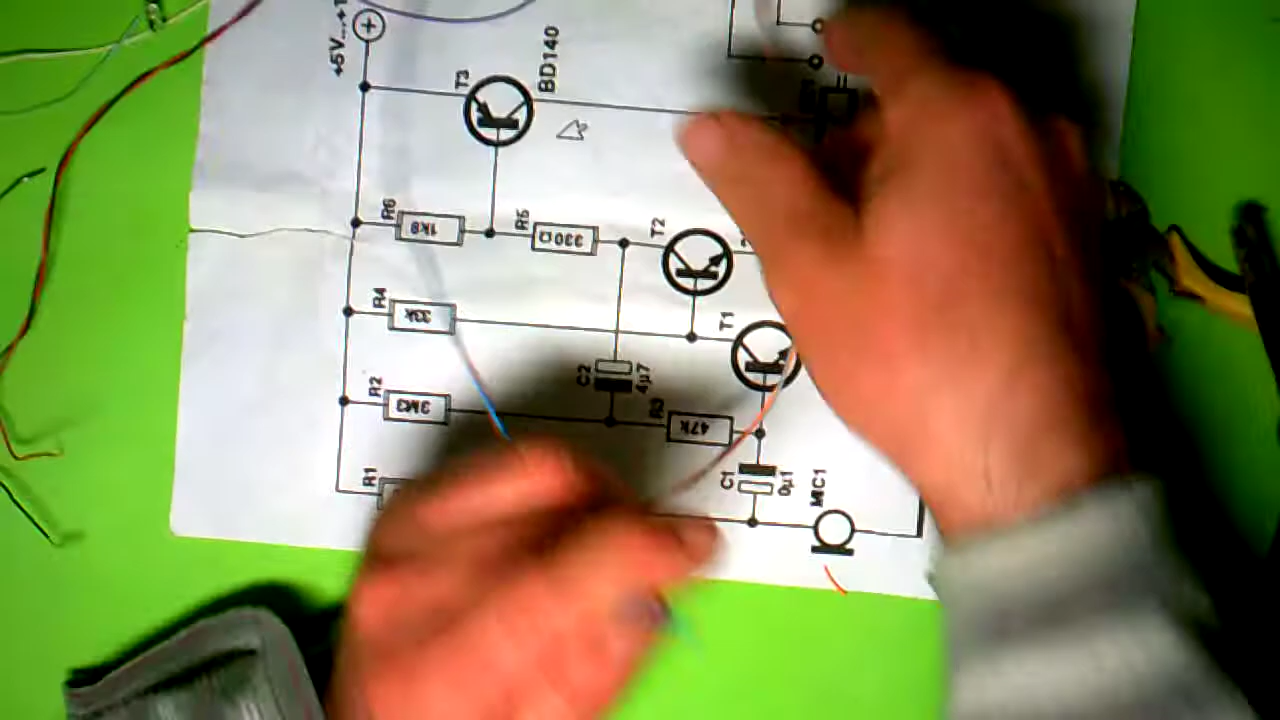 +5V...+1
T3
BD140
R6
1k8
R5
330Ω
T2
R4
33k
T1
C2
4µ7
R2
3M3
R3
47k
R1
C1
0µ1
MC1